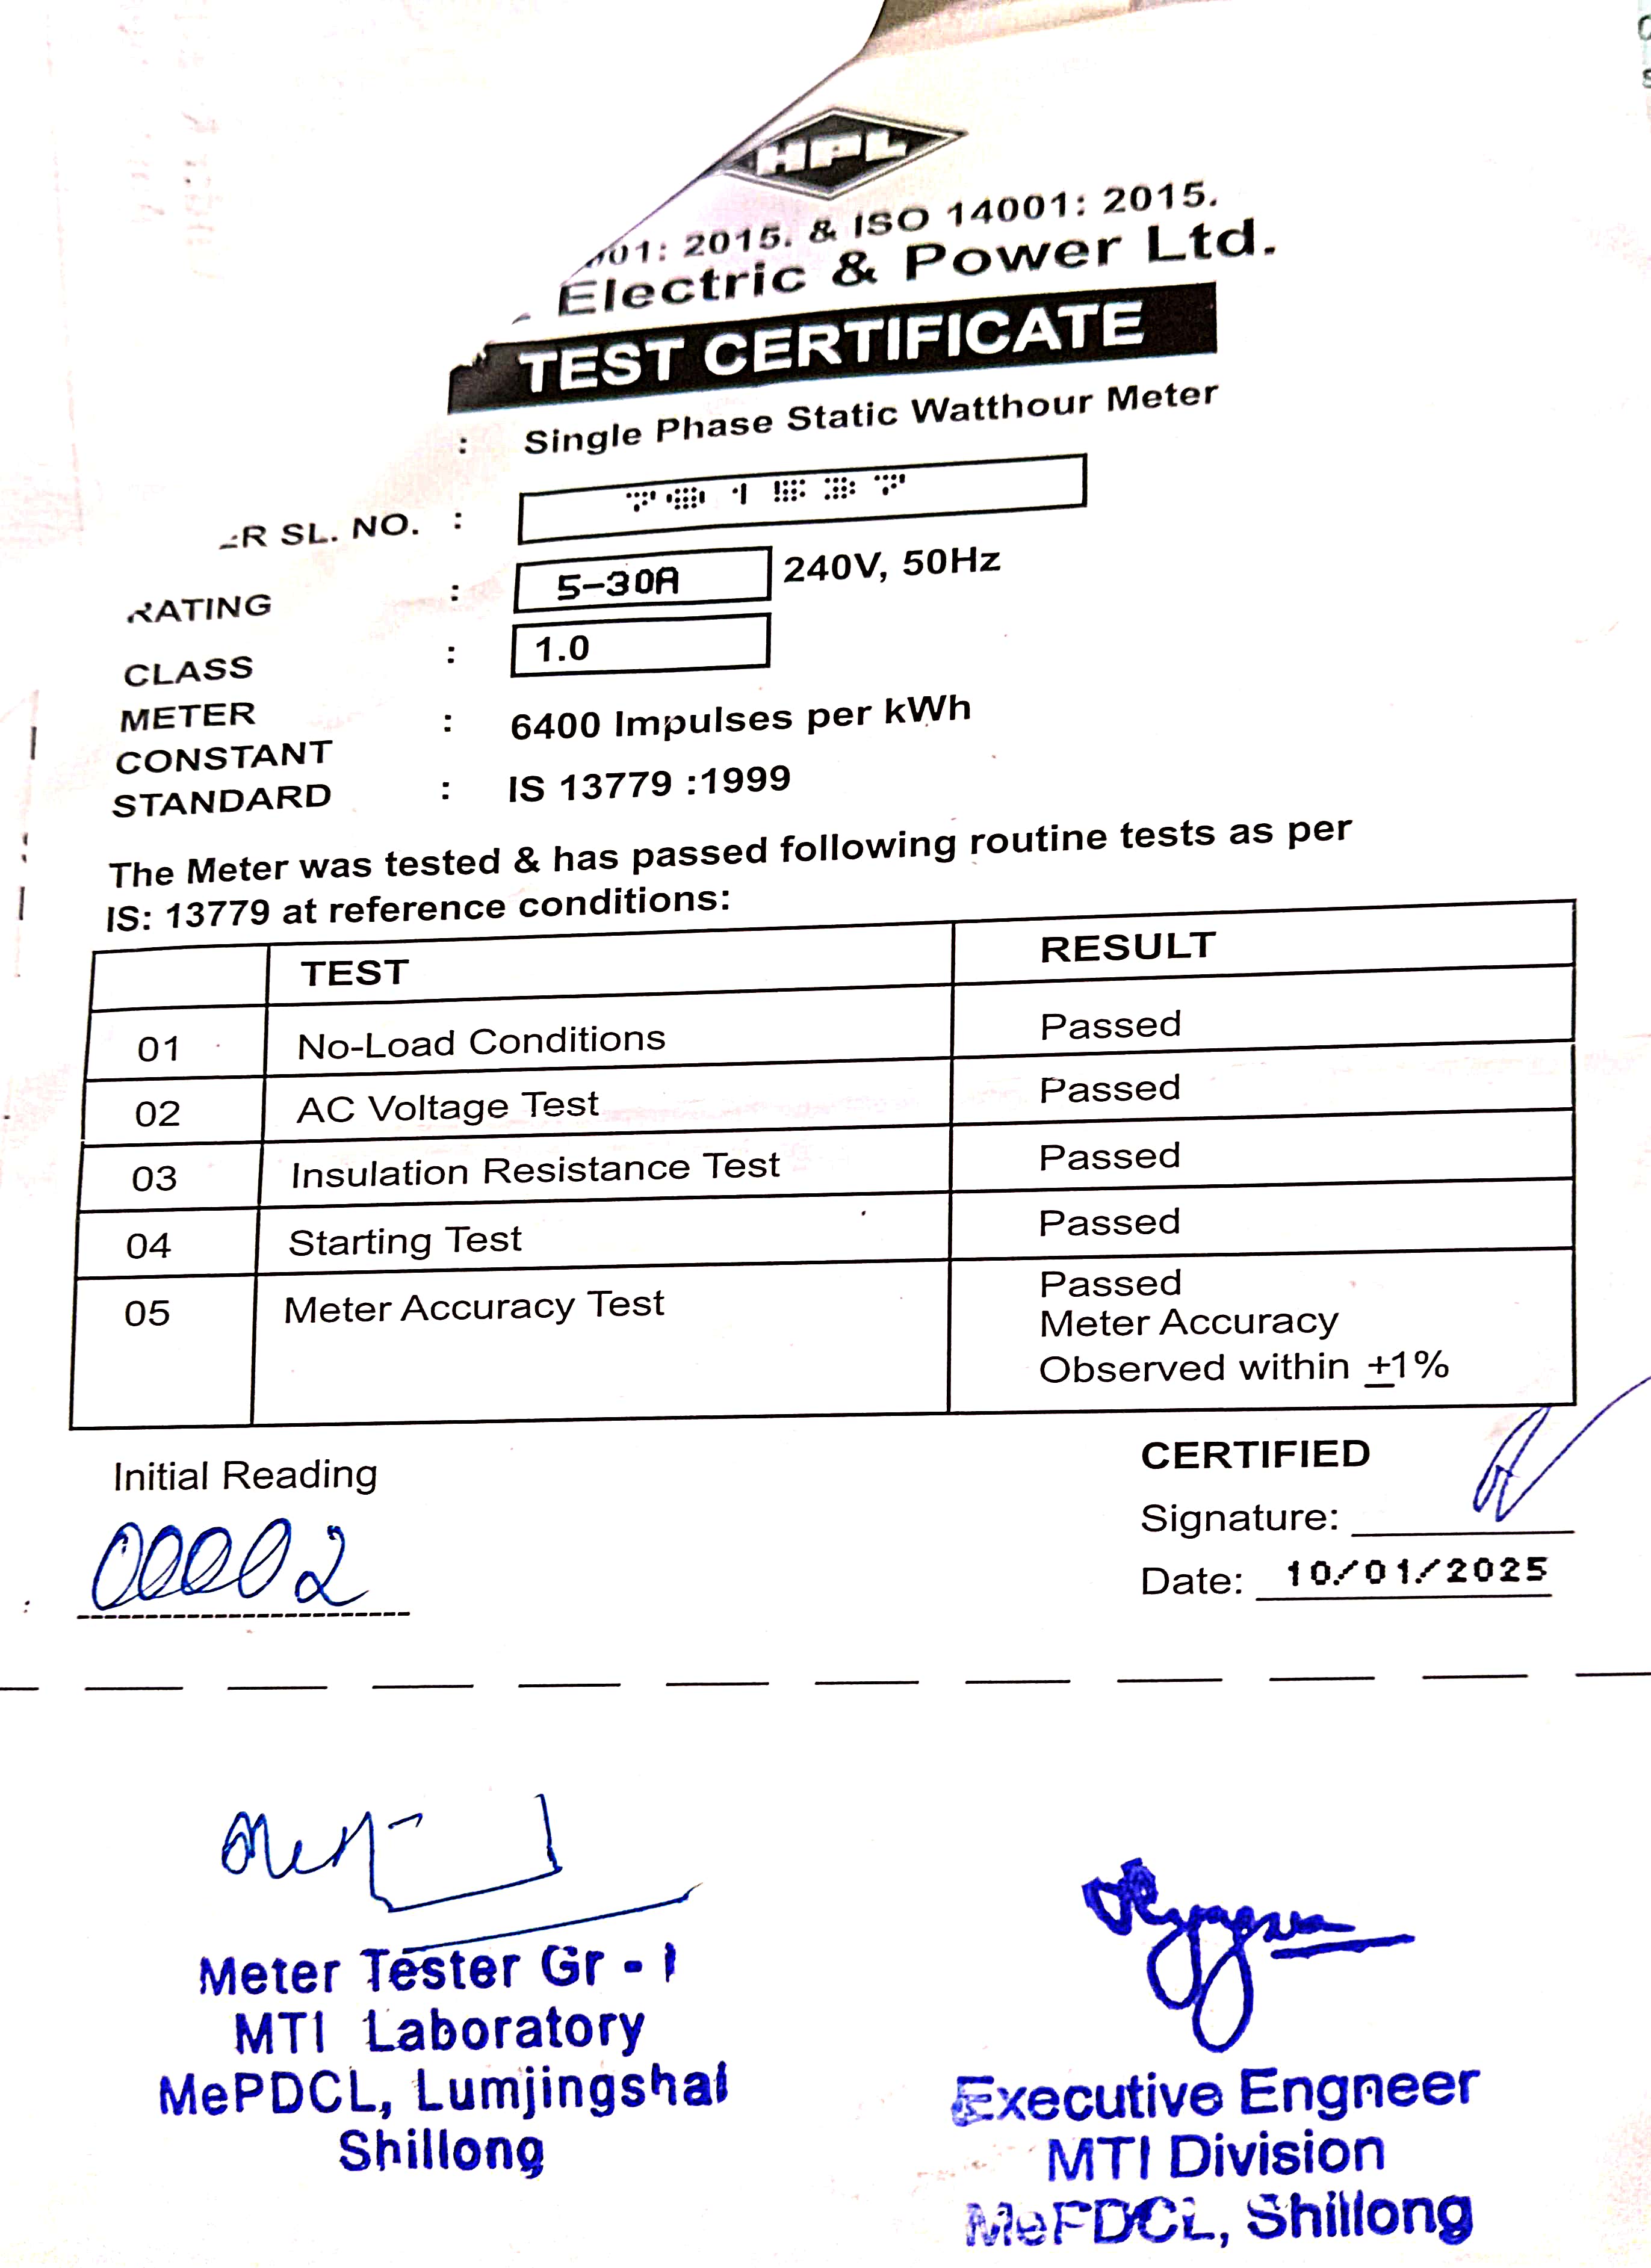 HPL
01: 2015. & ISO 14001: 2015.
Electric & Power Ltd.
TEST CERTIFICATE
: Single Phase Static Watthour Meter
ER SL. NO. :
RATING : 5-30A 240V, 50Hz
CLASS : 1.0
METER
CONSTANT : 6400 Impulses per kWh
STANDARD : IS 13779 :1999
The Meter was tested & has passed following routine tests as per
IS: 13779 at reference conditions:
TEST RESULT
01 No-Load Conditions Passed
02 AC Voltage Test Passed
03 Insulation Resistance Test Passed
04 Starting Test Passed
05 Meter Accuracy Test Passed
Meter Accuracy
Observed within ±1%
Initial Reading
00002
CERTIFIED
Signature:
Date: 10/01/2025
Meter Tester Gr - I
MTI Laboratory
MePDCL, Lumjingshai
Shillong
Executive Engneer
MTI Division
MePDCL, Shillong